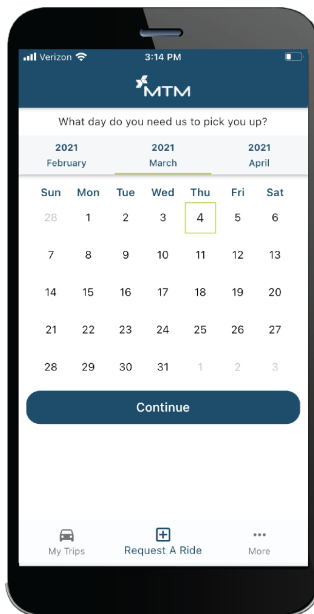 Verizon 3:14 PM
MTM
What day do you need us to pick you up?
2021 2021 2021
February March April
Sun Mon Tue Wed Thu Fri Sat
28 1 2 3 4 5 6
7 8 9 10 11 12 13
14 15 16 17 18 19 20
21 22 23 24 25 26 27
28 29 30 31 1 2 3
Continue
My Trips Request A Ride More